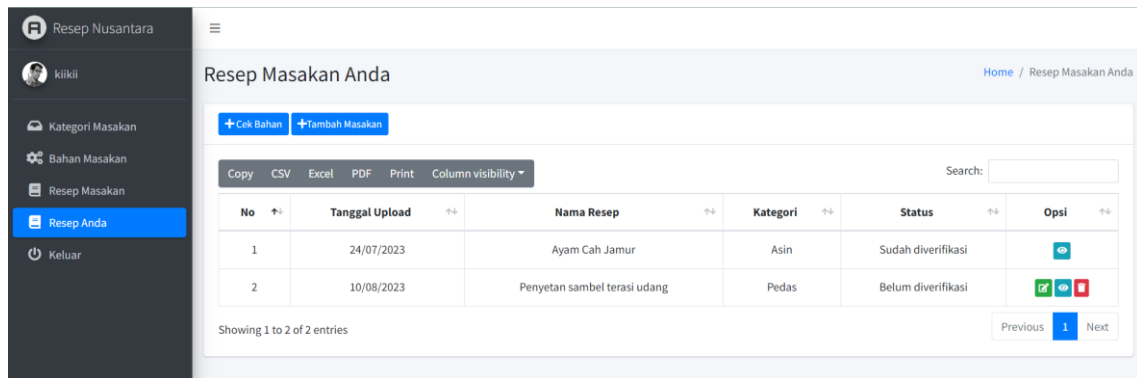 Resep Nusantara
kiikii
Kategori Masakan
Bahan Masakan
Resep Masakan
Resep Anda
Keluar
Resep Masakan Anda
Home / Resep Masakan Anda
+Cek Bahan +Tambah Masakan
Copy CSV Excel PDF Print Column visibility
Search:
No Tanggal Upload Nama Resep Kategori Status Opsi
1 24/07/2023 Ayam Cah Jamur Asin Sudah diverifikasi
2 10/08/2023 Penyetan sambel terasi udang Pedas Belum diverifikasi
Showing 1 to 2 of 2 entries
Previous 1 Next